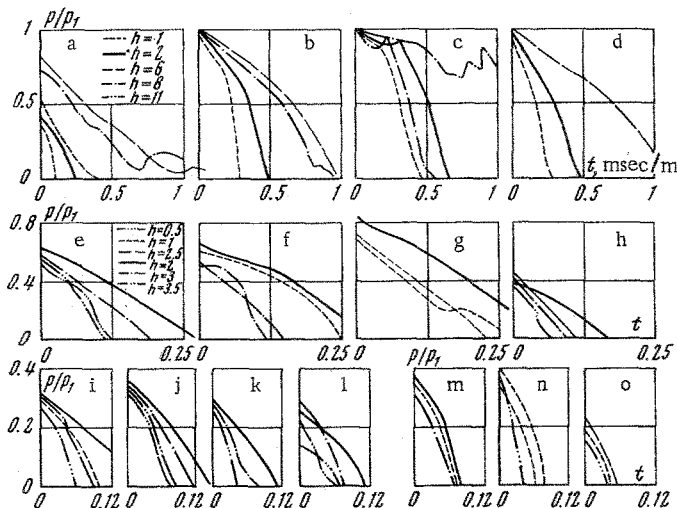 p/p₁
1
0.5
0
a
h=1
h=2
h=6
h=8
h=11
b
c
d
t, msec/m
0 0.5 1 0 0.5 1 0 0.5 1 0 0.5 1
p/p₁
0.8
0.4
0
e
h=0.5
h=1
h=2.5
h=2
h=3
h=3.5
f
g
h
t
0 0.25 0 0.25 0 0.25 0 0.25
0.4 p/p₁ i j k l p/p₁ m n o
0.2
0
t
0 0.12 0 0.12 0 0.12 0 0.12 0 0.12 0 0.12 0 0.12